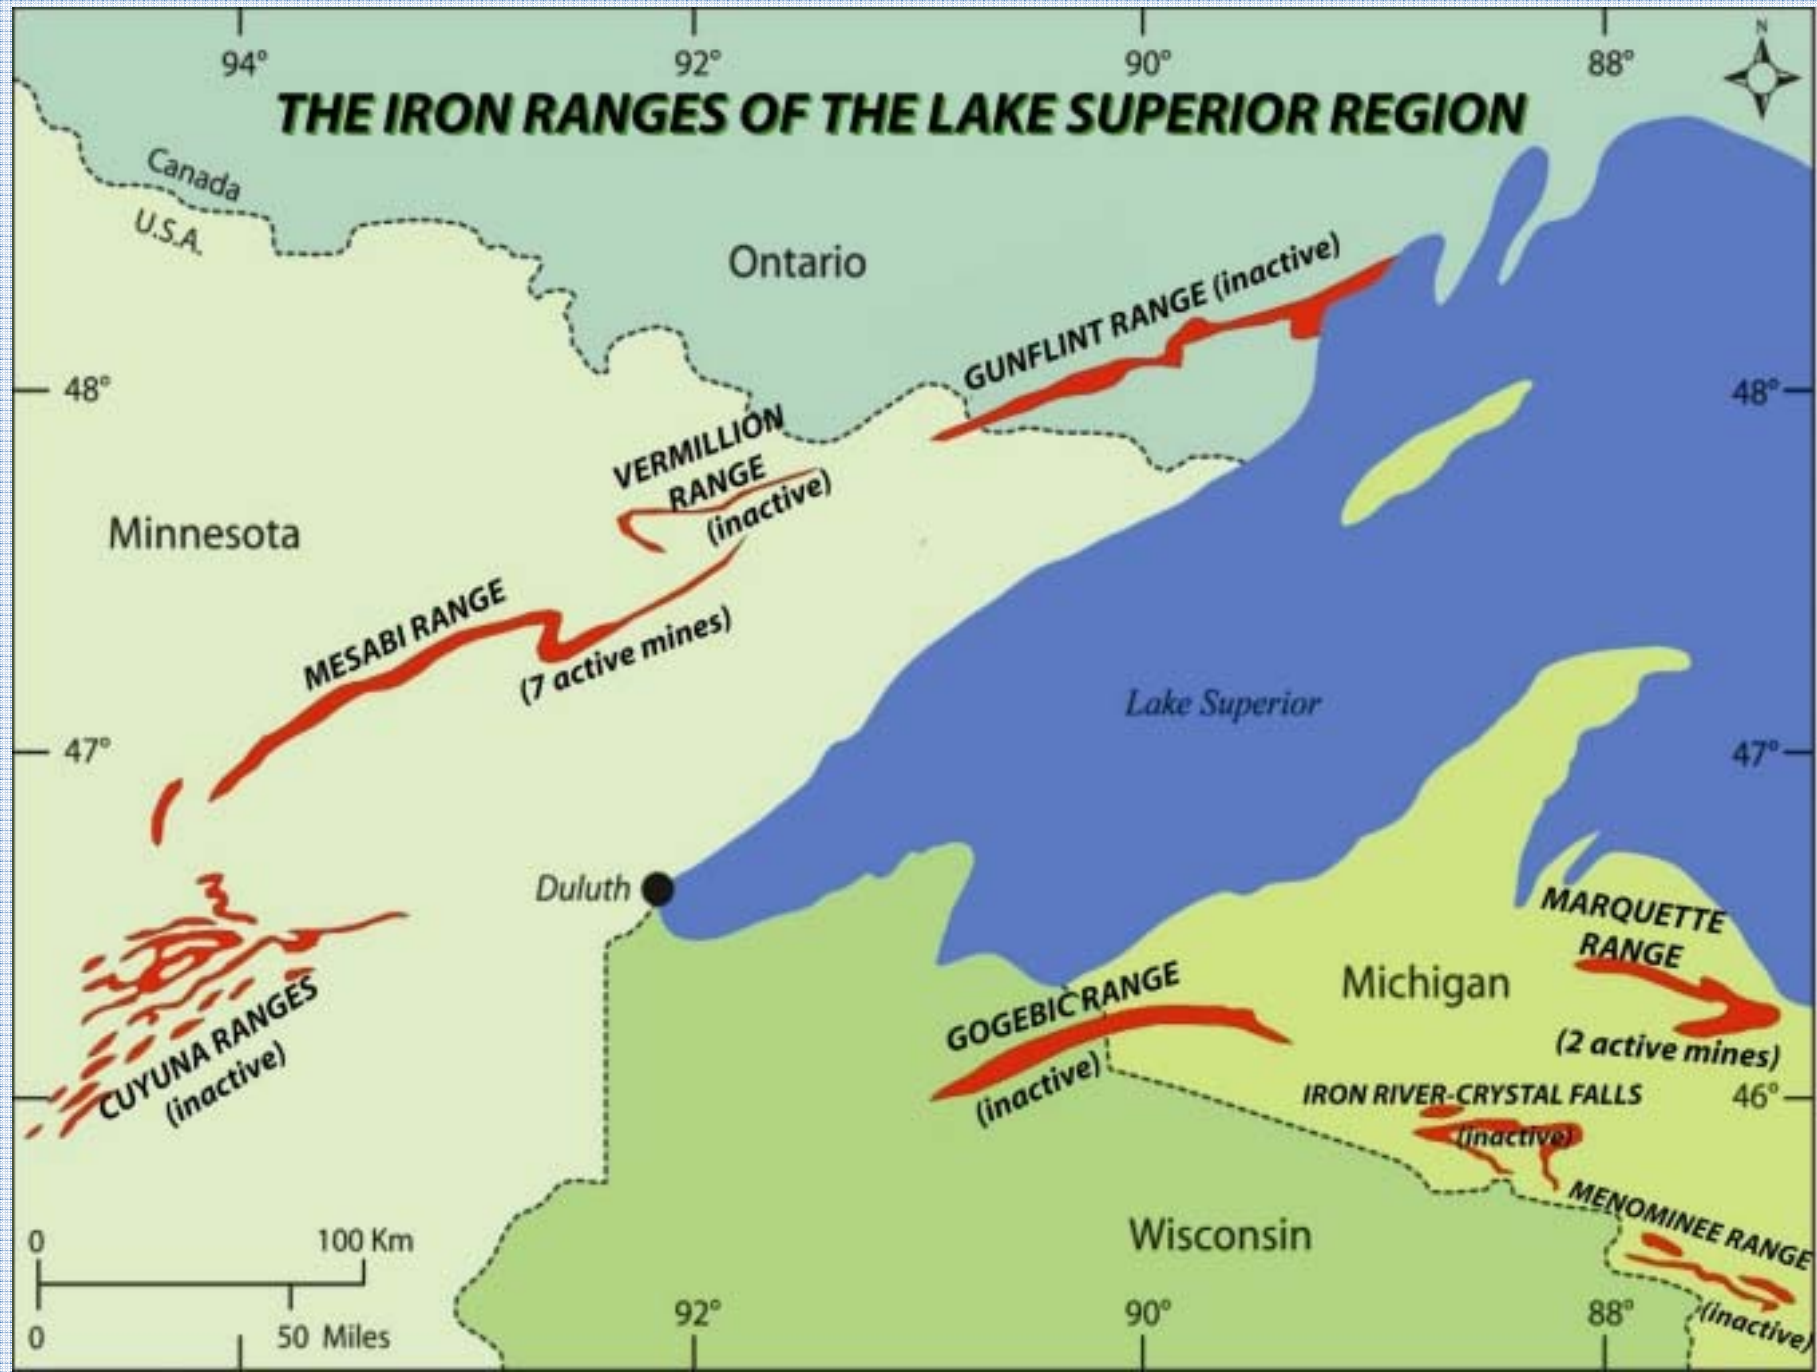 94°
92°
90°
88°
N
THE IRON RANGES OF THE LAKE SUPERIOR REGION
Canada
U.S.A.
Ontario
GUNFLINT RANGE (inactive)
48°
48°
VERMILLION
RANGE
(inactive)
Minnesota
MESABI RANGE
(7 active mines)
Lake Superior
47°
47°
Duluth
MARQUETTE
RANGE
(2 active mines)
Michigan
GOGEBIC RANGE
(inactive)
CUYUNA RANGES
(inactive)
46°
IRON RIVER-CRYSTAL FALLS
(inactive)
MENOMINEE RANGE
(inactive)
Wisconsin
0
100 Km
0
50 Miles
92°
90°
88°